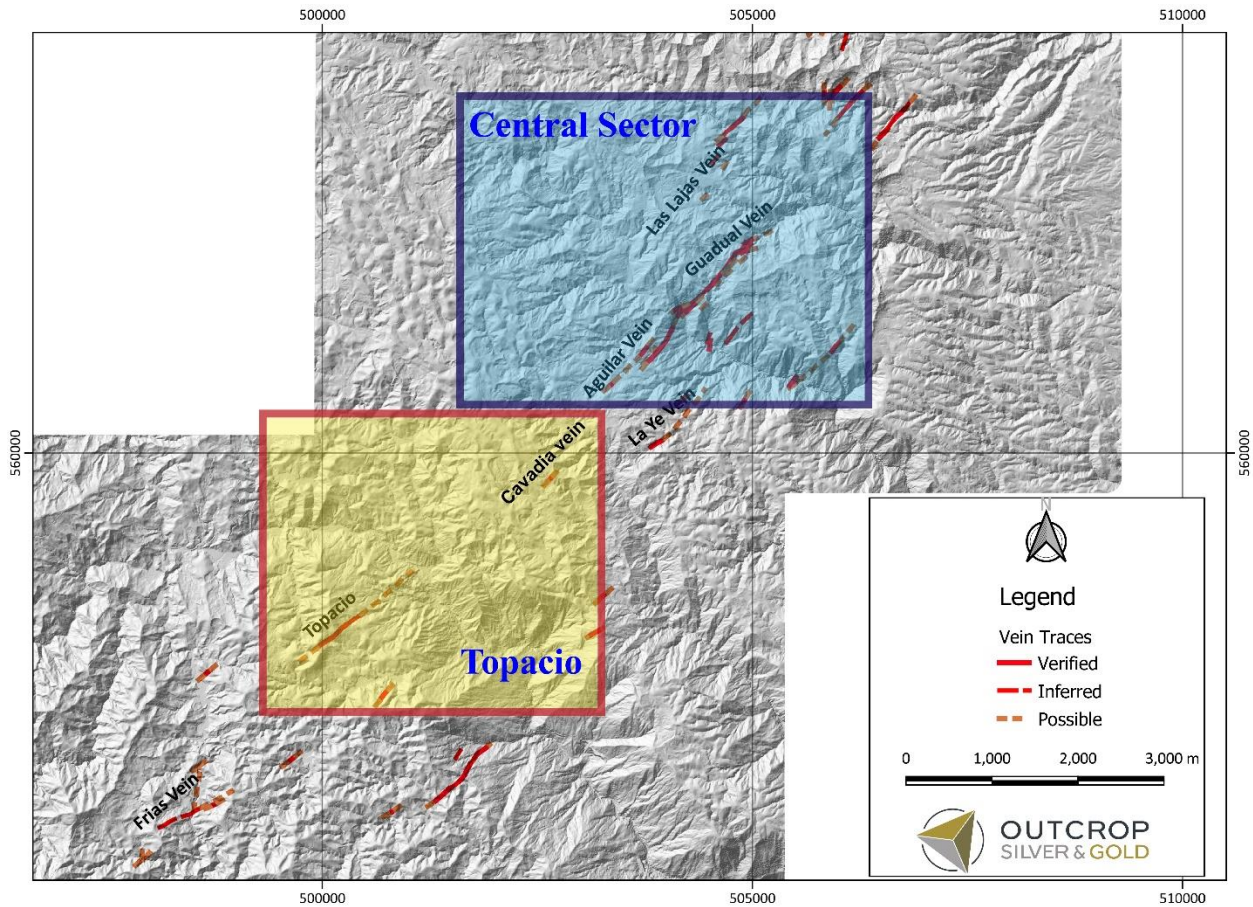 500000
505000
510000
Central Sector
Las Lajas Vein
Guadual Vein
Aguilar Vein
La Ye Vein
560000
560000
Cavadia vein
Topacio
Topacio
Frias Vein
N
Legend
Vein Traces
Verified
Inferred
Possible
0 1,000 2,000 3,000 m
OUTCROP
SILVER & GOLD
500000
505000
510000